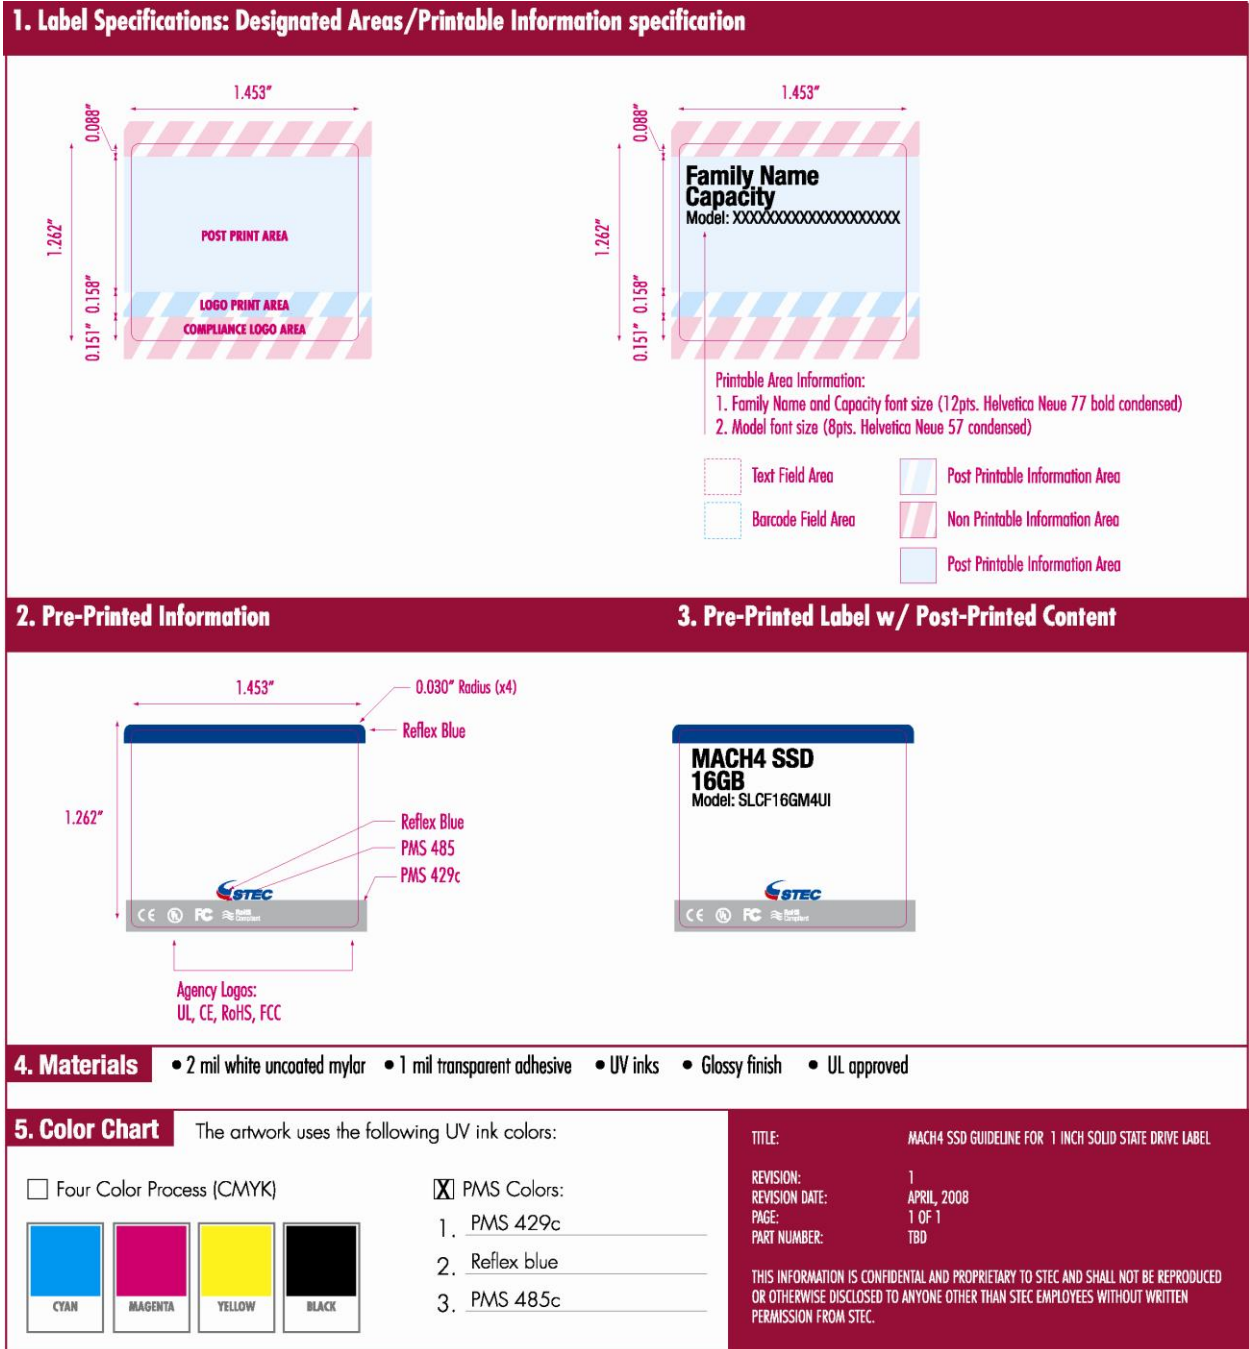 1. Label Specifications: Designated Areas/Printable Information specification
1.453"
0.088"
1.262"
0.158"
0.151"
POST PRINT AREA
LOGO PRINT AREA
COMPLIANCE LOGO AREA
1.453"
0.088"
1.262"
0.158"
0.151"
Family Name
Capacity
Model: XXXXXXXXXXXXXXXXXXXX
Printable Area Information:
1. Family Name and Capacity font size (12pts. Helvetica Neue 77 bold condensed)
2. Model font size (8pts. Helvetica Neue 57 condensed)
Text Field Area
Post Printable Information Area
Barcode Field Area
Non Printable Information Area
Post Printable Information Area
2. Pre-Printed Information
1.453"
0.030" Radius (x4)
Reflex Blue
1.262"
Reflex Blue
PMS 485
PMS 429c
STEC
CE UL FC RoHS
Compliant
Agency Logos:
UL, CE, RoHS, FCC
3. Pre-Printed Label w/ Post-Printed Content
MACH4 SSD
16GB
Model: SLCF16GM4UI
STEC
CE UL FC RoHS
Compliant
4. Materials • 2 mil white uncoated mylar • 1 mil transparent adhesive • UV inks • Glossy finish • UL approved
5. Color Chart The artwork uses the following UV ink colors:
Four Color Process (CMYK)
CYAN MAGENTA YELLOW BLACK
X PMS Colors:
1. PMS 429c
2. Reflex blue
3. PMS 485c
TITLE: MACH4 SSD GUIDELINE FOR 1 INCH SOLID STATE DRIVE LABEL
REVISION: 1
REVISION DATE: APRIL, 2008
PAGE: 1 OF 1
PART NUMBER: TBD
THIS INFORMATION IS CONFIDENTAL AND PROPRIETARY TO STEC AND SHALL NOT BE REPRODUCED
OR OTHERWISE DISCLOSED TO ANYONE OTHER THAN STEC EMPLOYEES WITHOUT WRITTEN
PERMISSION FROM STEC.